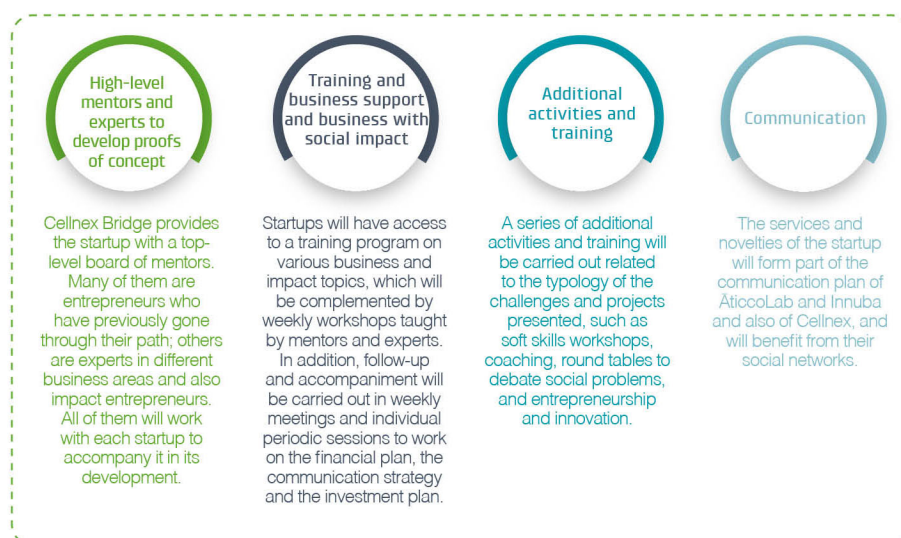 High-level
mentors and
experts to
develop proofs
of concept
Cellnex Bridge provides
the startup with a top-
level board of mentors.
Many of them are
entrepreneurs who
have previously gone
through their path; others
are experts in different
business areas and also
impact entrepreneurs.
All of them will work
with each startup to
accompany it in its
development.
Training and
business support
and business with
social impact
Startups will have access
to a training program on
various business and
impact topics, which will
be complemented by
weekly workshops taught
by mentors and experts.
In addition, follow-up
and accompaniment will
be carried out in weekly
meetings and individual
periodic sessions to work
on the financial plan, the
communication strategy
and the investment plan.
Additional
activities and
training
A series of additional
activities and training will
be carried out related
to the typology of the
challenges and projects
presented, such as
soft skills workshops,
coaching, round tables to
debate social problems,
and entrepreneurship
and innovation.
Communication
The services and
novelties of the startup
will form part of the
communication plan of
ĀticcoLab and Innuba
and also of Cellnex, and
will benefit from their
social networks.